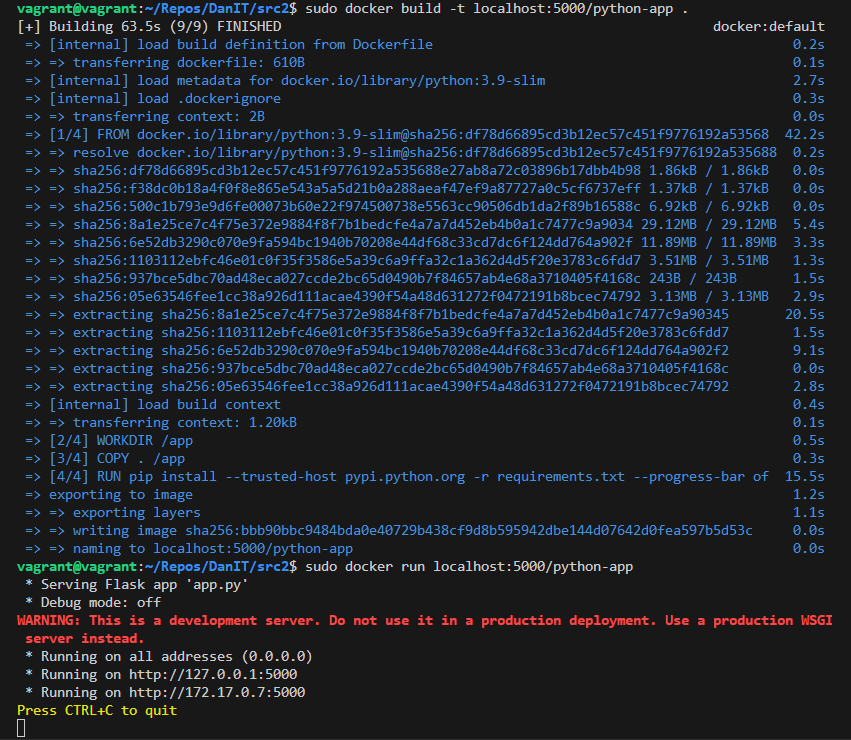 vagrant@vagrant:~/Repos/DanIT/src2$ sudo docker build -t localhost:5000/python-app .
[+] Building 63.5s (9/9) FINISHED docker:default
=> [internal] load build definition from Dockerfile 0.2s
=> => transferring dockerfile: 610B 0.1s
=> [internal] load metadata for docker.io/library/python:3.9-slim 2.7s
=> [internal] load .dockerignore 0.3s
=> => transferring context: 2B 0.0s
=> [1/4] FROM docker.io/library/python:3.9-slim@sha256:df78d66895cd3b12ec57c451f9776192a53568 42.2s
=> => resolve docker.io/library/python:3.9-slim@sha256:df78d66895cd3b12ec57c451f9776192a535688 0.2s
=> => sha256:df78d66895cd3b12ec57c451f9776192a535688e27ab8a72c03896b17dbb4b98 1.86kB / 1.86kB 0.0s
=> => sha256:f38dc0b18a4f0f8e865e543a5a5d21b0a288aeaf47ef9a87727a0c5cf6737eff 1.37kB / 1.37kB 0.0s
=> => sha256:500c1b793e9d6fe00073b60e22f974500738e5563cc90506db1da2f89b16588c 6.92kB / 6.92kB 0.0s
=> => sha256:8a1e25ce7c4f75e372e9884f8f7b1bedcfe4a7a7d452eb4b0a1c7477c9a9034 29.12MB / 29.12MB 5.4s
=> => sha256:6e52db3290c070e9fa594bc1940b70208e44df68c33cd7dc6f124dd764a902f 11.89MB / 11.89MB 3.3s
=> => sha256:1103112ebfc46e01c0f35f3586e5a39c6a9ffa32c1a362d4d5f20e3783c6fdd7 3.51MB / 3.51MB 1.3s
=> => sha256:937bce5dbc70ad48eca027ccde2bc65d0490b7f84657ab4e68a3710405f4168c 243B / 243B 1.5s
=> => sha256:05e63546fee1cc38a926d111acae4390f54a48d631272f0472191b8bcec74792 3.13MB / 3.13MB 2.9s
=> => extracting sha256:8a1e25ce7c4f75e372e9884f8f7b1bedcfe4a7a7d452eb4b0a1c7477c9a90345 20.5s
=> => extracting sha256:1103112ebfc46e01c0f35f3586e5a39c6a9ffa32c1a362d4d5f20e3783c6fdd7 1.5s
=> => extracting sha256:6e52db3290c070e9fa594bc1940b70208e44df68c33cd7dc6f124dd764a902f2 9.1s
=> => extracting sha256:937bce5dbc70ad48eca027ccde2bc65d0490b7f84657ab4e68a3710405f4168c 0.0s
=> => extracting sha256:05e63546fee1cc38a926d111acae4390f54a48d631272f0472191b8bcec74792 2.8s
=> [internal] load build context 0.4s
=> => transferring context: 1.20kB 0.1s
=> [2/4] WORKDIR /app 0.5s
=> [3/4] COPY . /app 0.3s
=> [4/4] RUN pip install --trusted-host pypi.python.org -r requirements.txt --progress-bar of 15.5s
=> exporting to image 1.2s
=> => exporting layers 1.1s
=> => writing image sha256:bbb90bbc9484bda0e40729b438cf9d8b595942dbe144d07642d0fea597b5d53c 0.0s
=> => naming to localhost:5000/python-app 0.0s
vagrant@vagrant:~/Repos/DanIT/src2$ sudo docker run localhost:5000/python-app
* Serving Flask app 'app.py'
* Debug mode: off
WARNING: This is a development server. Do not use it in a production deployment. Use a production WSGI
server instead.
* Running on all addresses (0.0.0.0)
* Running on http://127.0.0.1:5000
* Running on http://172.17.0.7:5000
Press CTRL+C to quit